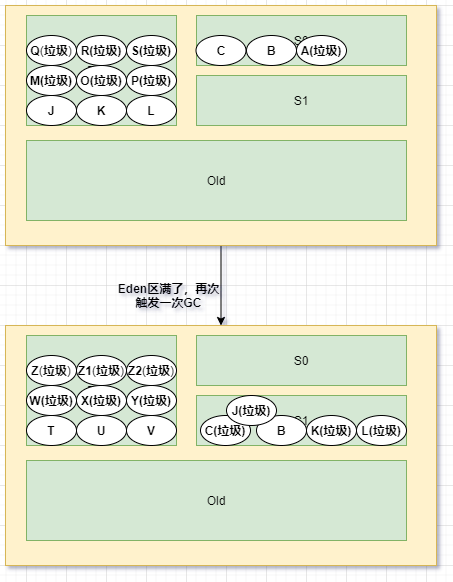 Q(垃圾) R(垃圾) S(垃圾)
M(垃圾) O(垃圾) P(垃圾)
J K L
S0
C B A(垃圾)
S1
Old
Eden区满了，再次
触发一次GC
Z(垃圾) Z1(垃圾) Z2(垃圾)
W(垃圾) X(垃圾) Y(垃圾)
T U V
S0
J(垃圾) S1
C(垃圾) B K(垃圾) L(垃圾)
Old